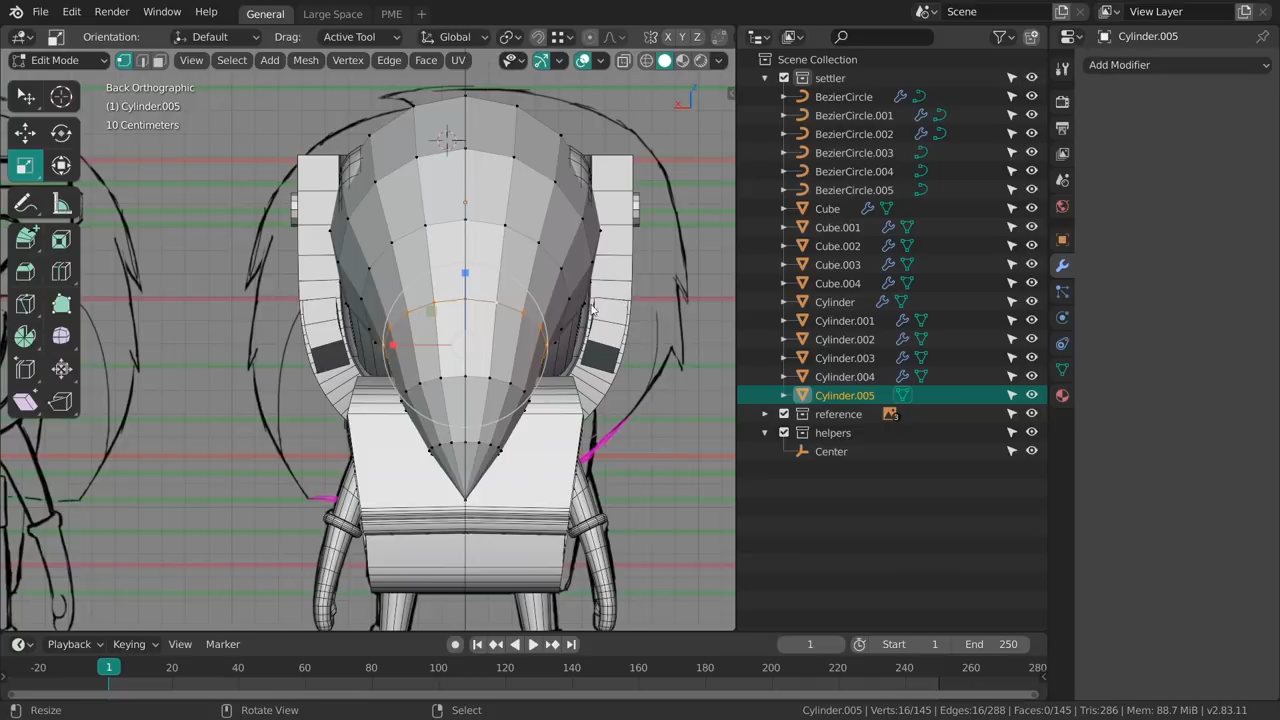 File Edit Render Window Help General Large Space PME + Scene View Layer
Orientation: Default Drag: Active Tool Global X Y Z Cylinder.005
Edit Mode View Select Add Mesh Vertex Edge Face UV Scene Collection Add Modifier
Back Orthographic
(1) Cylinder.005
10 Centimeters
z
x
settler
BezierCircle
BezierCircle.001
BezierCircle.002
BezierCircle.003
BezierCircle.004
BezierCircle.005
Cube
Cube.001
Cube.002
Cube.003
Cube.004
Cylinder
Cylinder.001
Cylinder.002
Cylinder.003
Cylinder.004
Cylinder.005
reference 3
helpers
Center
Playback Keying View Marker 1 Start 1 End 250
-20 1 20 40 60 80 100 120 140 160 180 200 220 240 260 280
Resize Rotate View Select Cylinder.005 | Verts:16/145 | Edges:16/288 | Faces:0/145 | Tris:286 | Mem: 88.7 MiB | v2.83.11